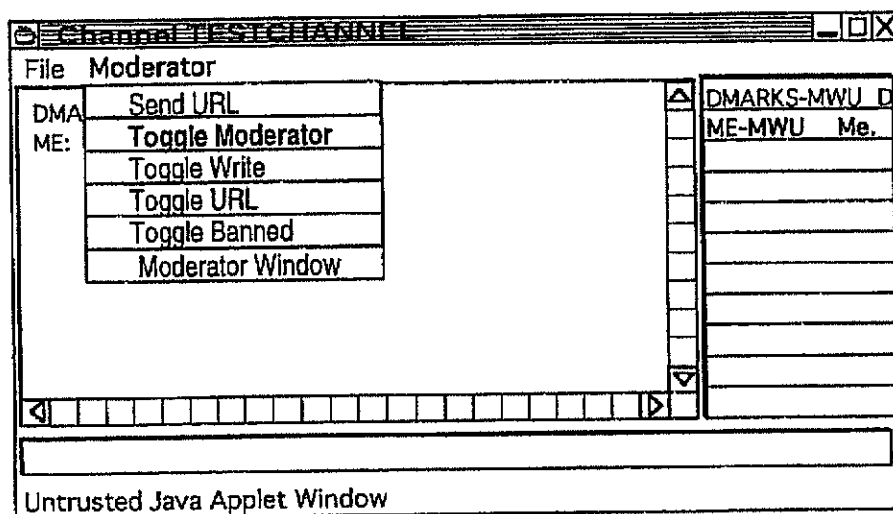 Channel TESTCHANNEL
File Moderator
DMA
ME:
Send URL
Toggle Moderator
Toggle Write
Toggle URL
Toggle Banned
Moderator Window
DMARKS-MWU D
ME-MWU Me,
Untrusted Java Applet Window